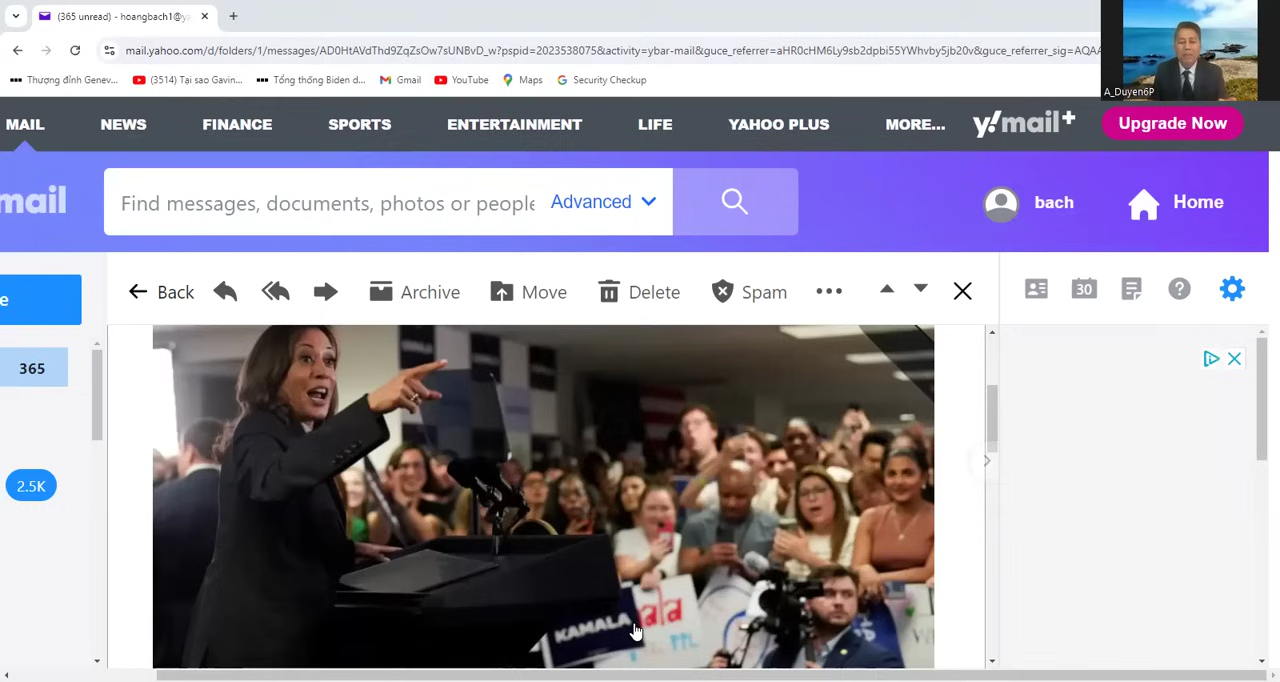 (365 unread) - hoangbach1@ya
mail.yahoo.com/d/folders/1/messages/AD0HtAVdThd9ZqZsOw7sUNBvD_w?pspid=2023538075&activity=ybar-mail&guce_referrer=aHR0cHM6Ly9sb2dpbi55YWhvby5jb20v&guce_referrer_sig=AQAA
Thượng đỉnh Genev... (3514) Tại sao Gavin... Tổng thống Biden d... Gmail YouTube Maps Security Checkup
A_Duyen6P
MAIL NEWS FINANCE SPORTS ENTERTAINMENT LIFE YAHOO PLUS MORE... y!mail+ Upgrade Now
mail Find messages, documents, photos or people Advanced bach Home
e Back Archive Move Delete Spam 30
365
2.5K
KAMALA